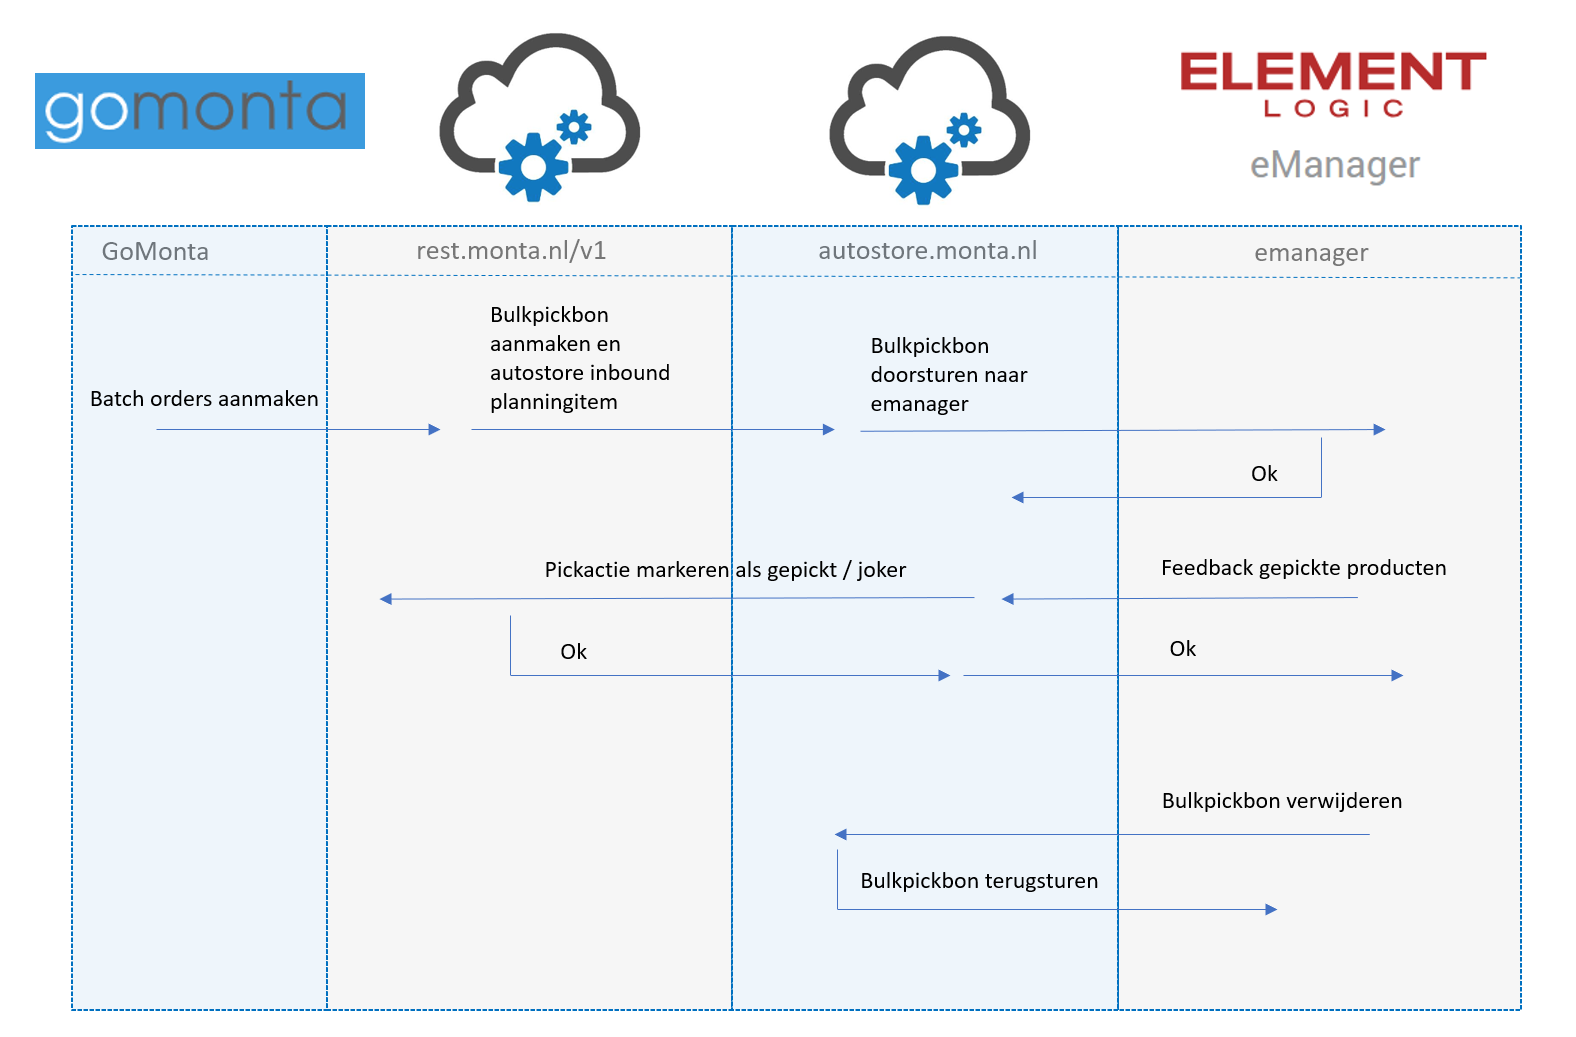 gomonta
ELEMENT
LOGIC
eManager
GoMonta
rest.monta.nl/v1
autostore.monta.nl
emanager
Bulkpickbon
aanmaken en
autostore inbound
planningitem
Bulkpickbon
doorsturen naar
emanager
Batch orders aanmaken
Ok
Pickactie markeren als gepickt / joker
Feedback gepickte producten
Ok
Ok
Bulkpickbon verwijderen
Bulkpickbon terugsturen